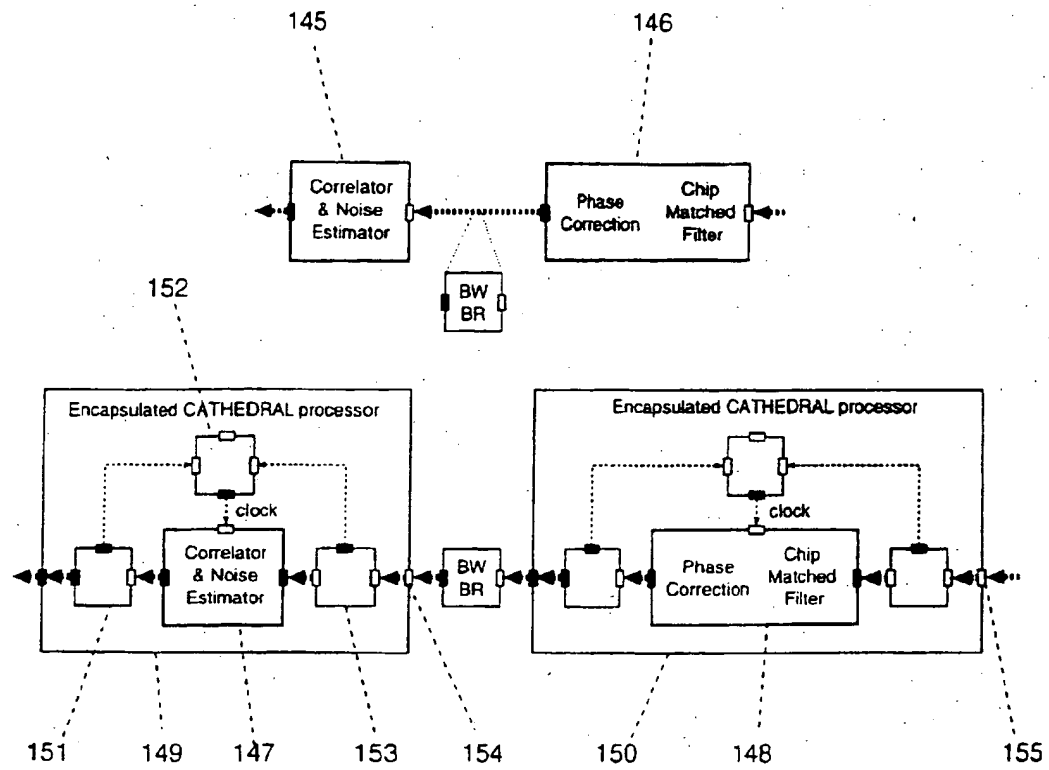 145
146
Correlator
& Noise
Estimator
Phase
Correction
Chip
Matched
Filter
BW
BR
152
Encapsulated CATHEDRAL processor
clock
Correlator
& Noise
Estimator
BW
BR
Encapsulated CATHEDRAL processor
clock
Phase
Correction
Chip
Matched
Filter
151
149
147
153
154
150
148
155